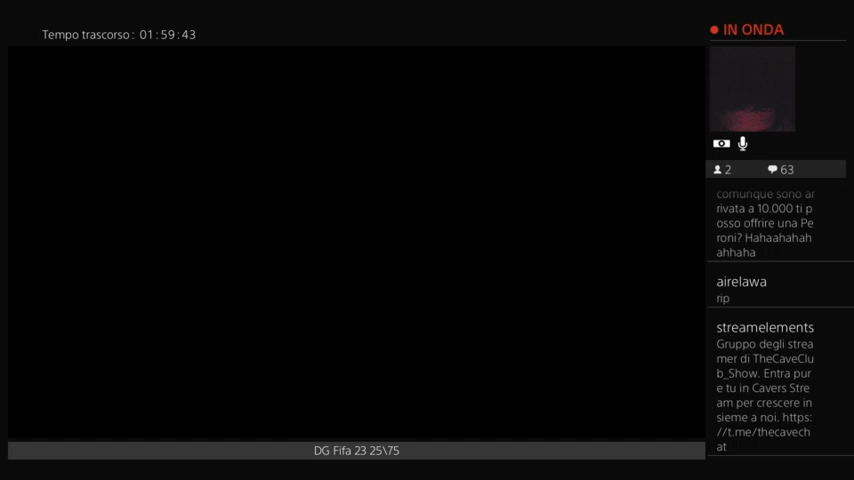 Tempo trascorso: 01:59:43
IN ONDA
2 63
comunque sono ar
rivata a 10.000 ti p
osso offrire una Pe
roni? Hahaahahah
ahhaha
airelawa
rip
streamelements
Gruppo degli strea
mer di TheCaveClu
b_Show. Entra pur
e tu in Cavers Stre
am per crescere in
sieme a noi. https:
//t.me/thecavech
at
DG Fifa 23 25\75